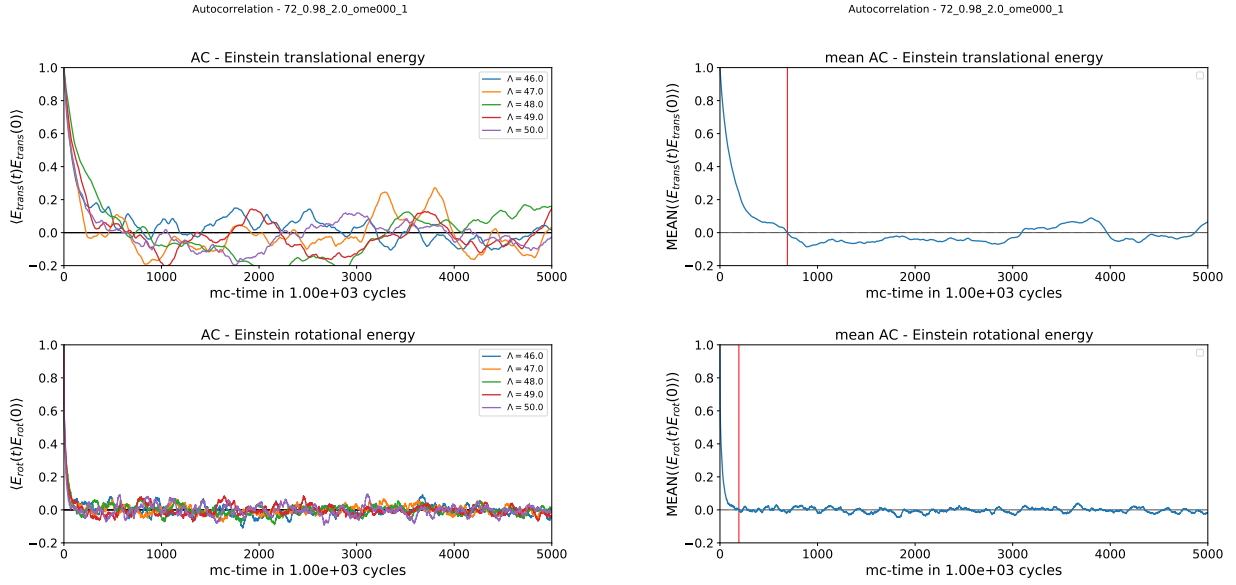 Autocorrelation - 72_0.98_2.0_ome000_1
AC - Einstein translational energy
⟨E_trans(t)E_trans(0)⟩
1.0
0.8
0.6
0.4
0.2
0.0
−0.2
Λ = 46.0
Λ = 47.0
Λ = 48.0
Λ = 49.0
Λ = 50.0
0 1000 2000 3000 4000 5000
mc-time in 1.00e+03 cycles
AC - Einstein rotational energy
⟨E_rot(t)E_rot(0)⟩
1.0
0.8
0.6
0.4
0.2
0.0
−0.2
Λ = 46.0
Λ = 47.0
Λ = 48.0
Λ = 49.0
Λ = 50.0
0 1000 2000 3000 4000 5000
mc-time in 1.00e+03 cycles
Autocorrelation - 72_0.98_2.0_ome000_1
mean AC - Einstein translational energy
MEAN(⟨E_trans(t)E_trans(0)⟩)
1.0
0.8
0.6
0.4
0.2
0.0
−0.2
0 1000 2000 3000 4000 5000
mc-time in 1.00e+03 cycles
mean AC - Einstein rotational energy
MEAN(⟨E_rot(t)E_rot(0)⟩)
1.0
0.8
0.6
0.4
0.2
0.0
−0.2
0 1000 2000 3000 4000 5000
mc-time in 1.00e+03 cycles